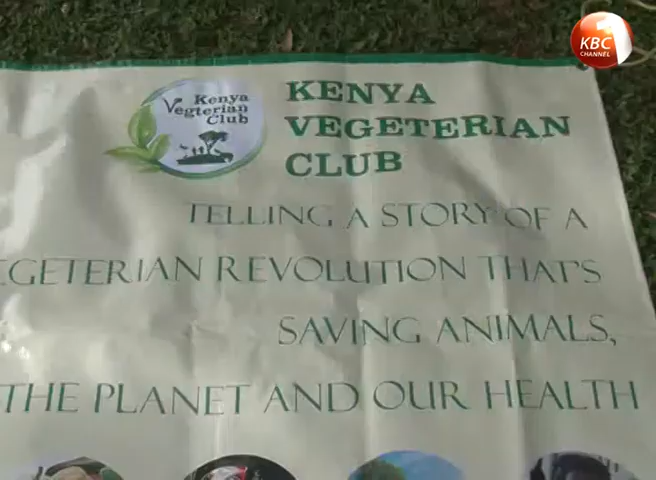 KBC
CHANNEL
Kenya
Vegterian
Club
KENYA
VEGETERIAN
CLUB
TELLING A STORY OF A
EGETERIAN REVOLUTION THAT'S
SAVING ANIMALS,
THE PLANET AND OUR HEALTH